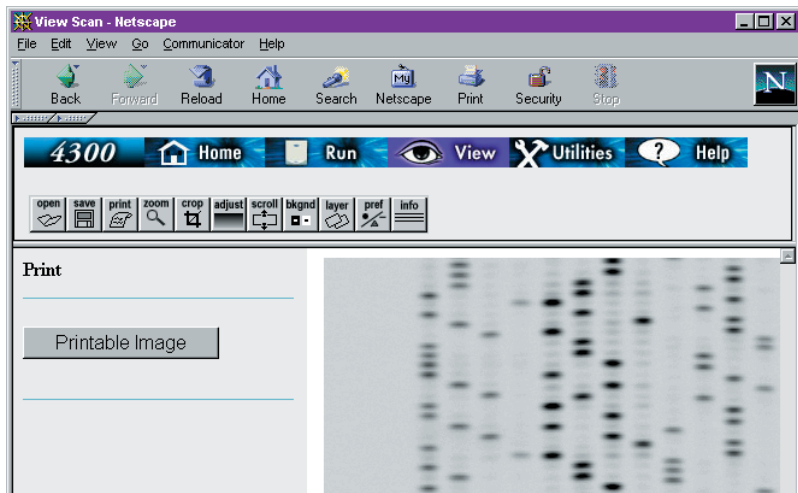 View Scan - Netscape
File Edit View Go Communicator Help
My N
Back Forward Reload Home Search Netscape Print Security Stop
4300 Home Run View Utilities ? Help
open save print zoom crop adjust scroll bkgnd layer pref info
Print
Printable Image